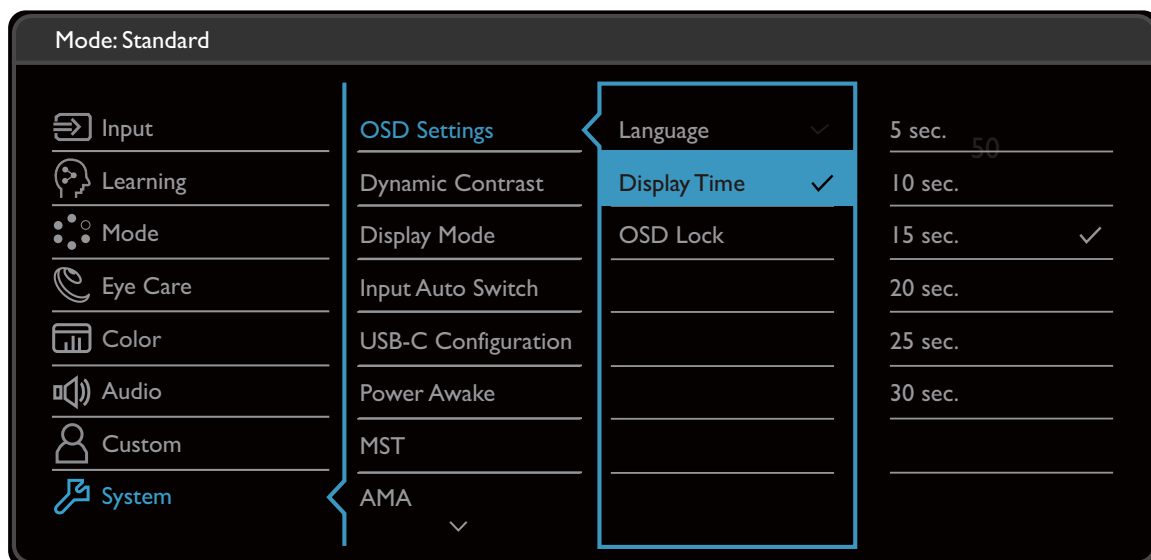 Mode: Standard
Input
Learning
Mode
Eye Care
Color
Audio
Custom
System
OSD Settings
Dynamic Contrast
Display Mode
Input Auto Switch
USB-C Configuration
Power Awake
MST
AMA
Language
Display Time
OSD Lock
5 sec.
50
10 sec.
15 sec.
20 sec.
25 sec.
30 sec.